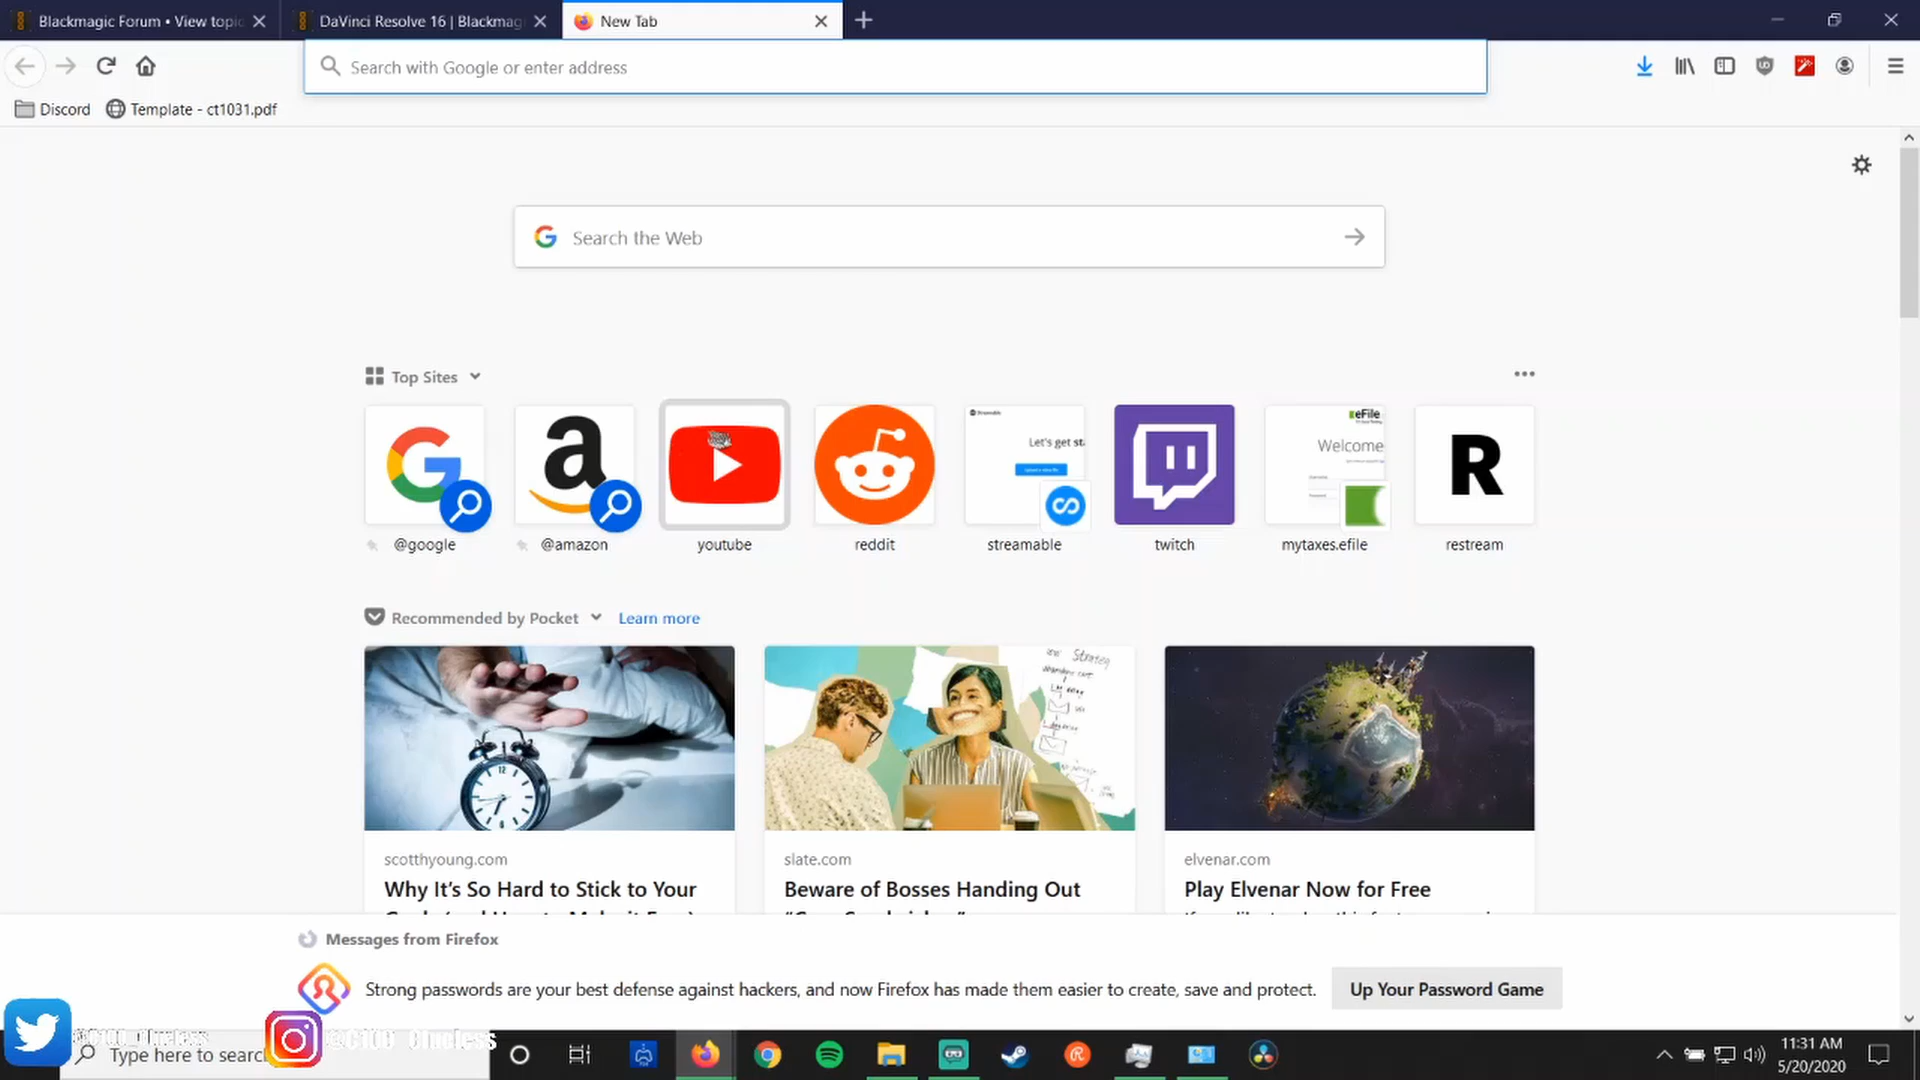 Blackmagic Forum • View topic
DaVinci Resolve 16 | Blackmag
New Tab
Search with Google or enter address
Discord
Template - ct1031.pdf
Search the Web
Top Sites
eFile
Let's get sta
Welcome
@google
@amazon
youtube
reddit
streamable
twitch
mytaxes.efile
restream
Recommended by Pocket
Learn more
Strategy
scotthyoung.com
slate.com
elvenar.com
Why It's So Hard to Stick to Your
Beware of Bosses Handing Out
Play Elvenar Now for Free
Messages from Firefox
Strong passwords are your best defense against hackers, and now Firefox has made them easier to create, save and protect.
Up Your Password Game
Type here to search
11:31 AM
5/20/2020